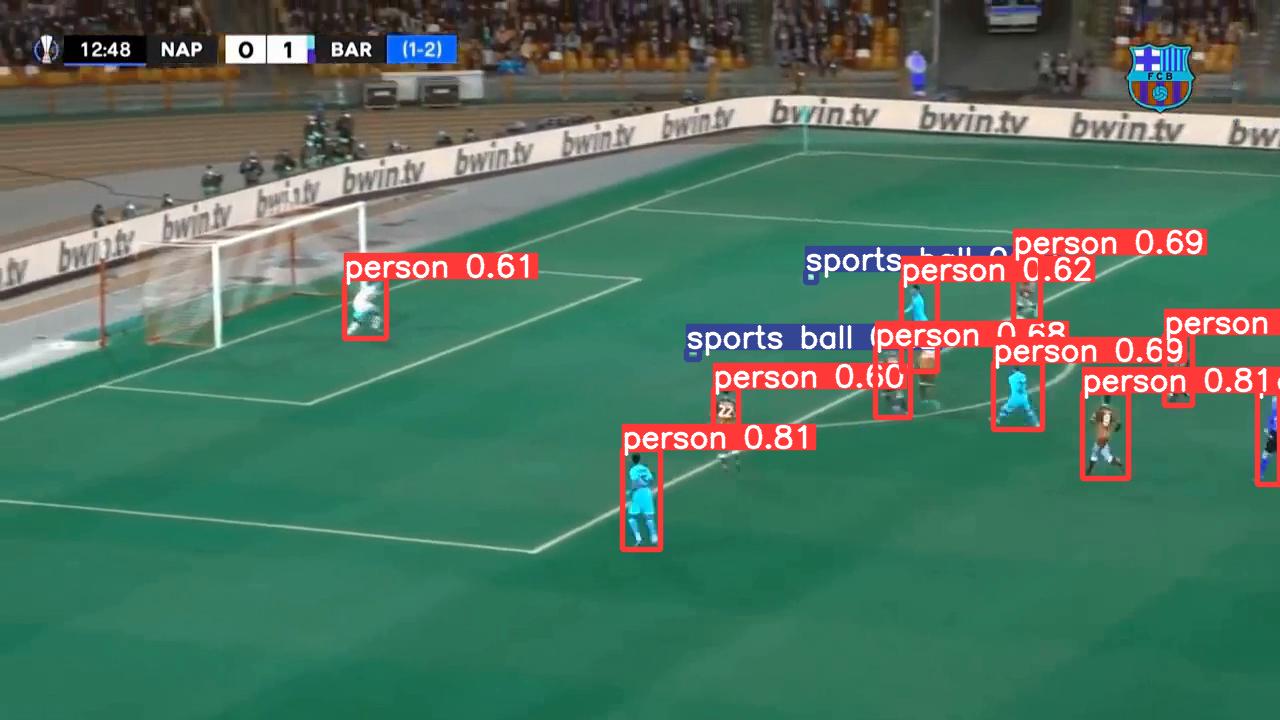 12:48 NAP 0 1 BAR (1-2)
FCB
bwin.tv bwin.tv bwin.tv bwin.tv
bwin.tv
bwin.tv
bwin.tv
bwin.tv
bwin.tv
bwin.tv
person 0.69
sports
person 0.62
person 0.61
person
sports ball
person 0.68
person 0.69
person 0.60
person 0.81
22
person 0.81